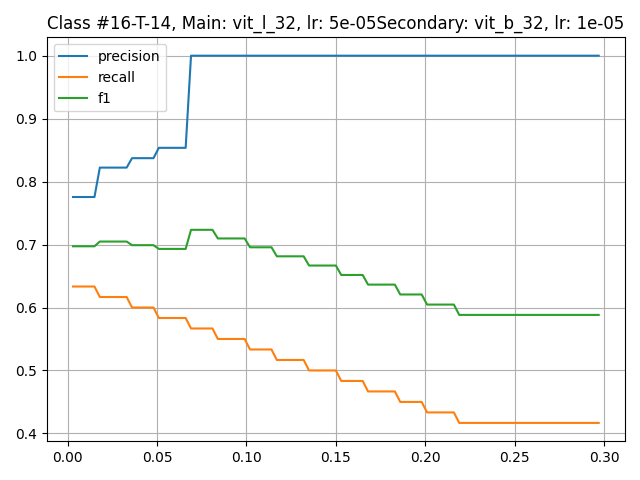 Class #16-T-14, Main: vit_l_32, lr: 5e-05Secondary: vit_b_32, lr: 1e-05
precision
recall
f1
1.0
0.9
0.8
0.7
0.6
0.5
0.4
0.00 0.05 0.10 0.15 0.20 0.25 0.30